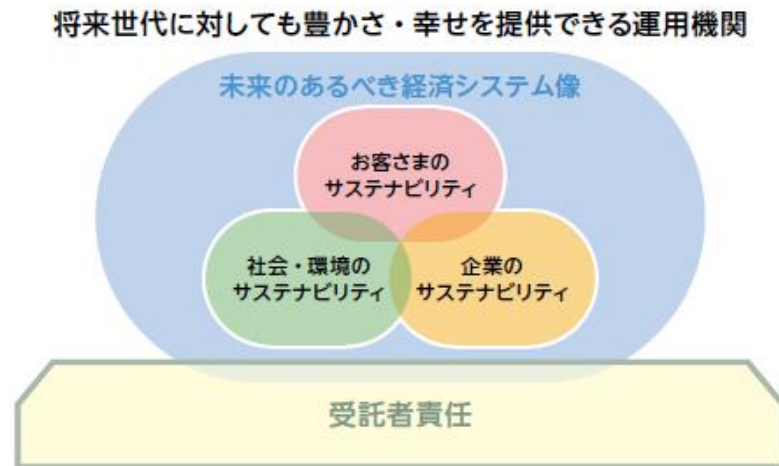 将来世代に対しても豊かさ・幸せを提供できる運用機関
未来のあるべき経済システム像
お客さまの
サステナビリティ
社会・環境の
サステナビリティ
企業の
サステナビリティ
受託者責任